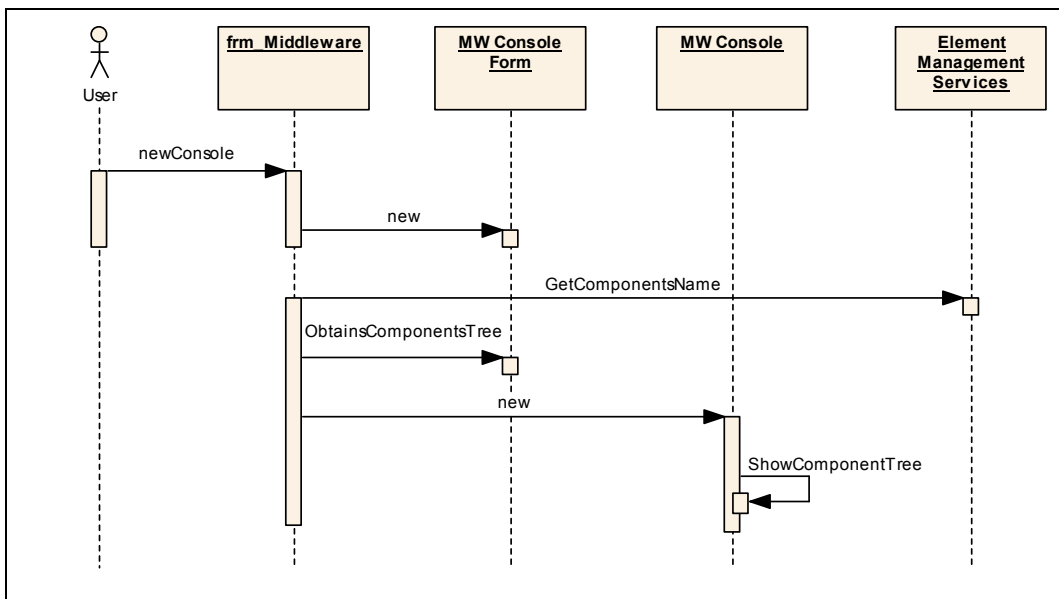 User
frm_Middleware
MW Console
Form
MW Console
Element
Management
Services
newConsole
new
GetComponentsName
ObtainsComponentsTree
new
ShowComponentTree